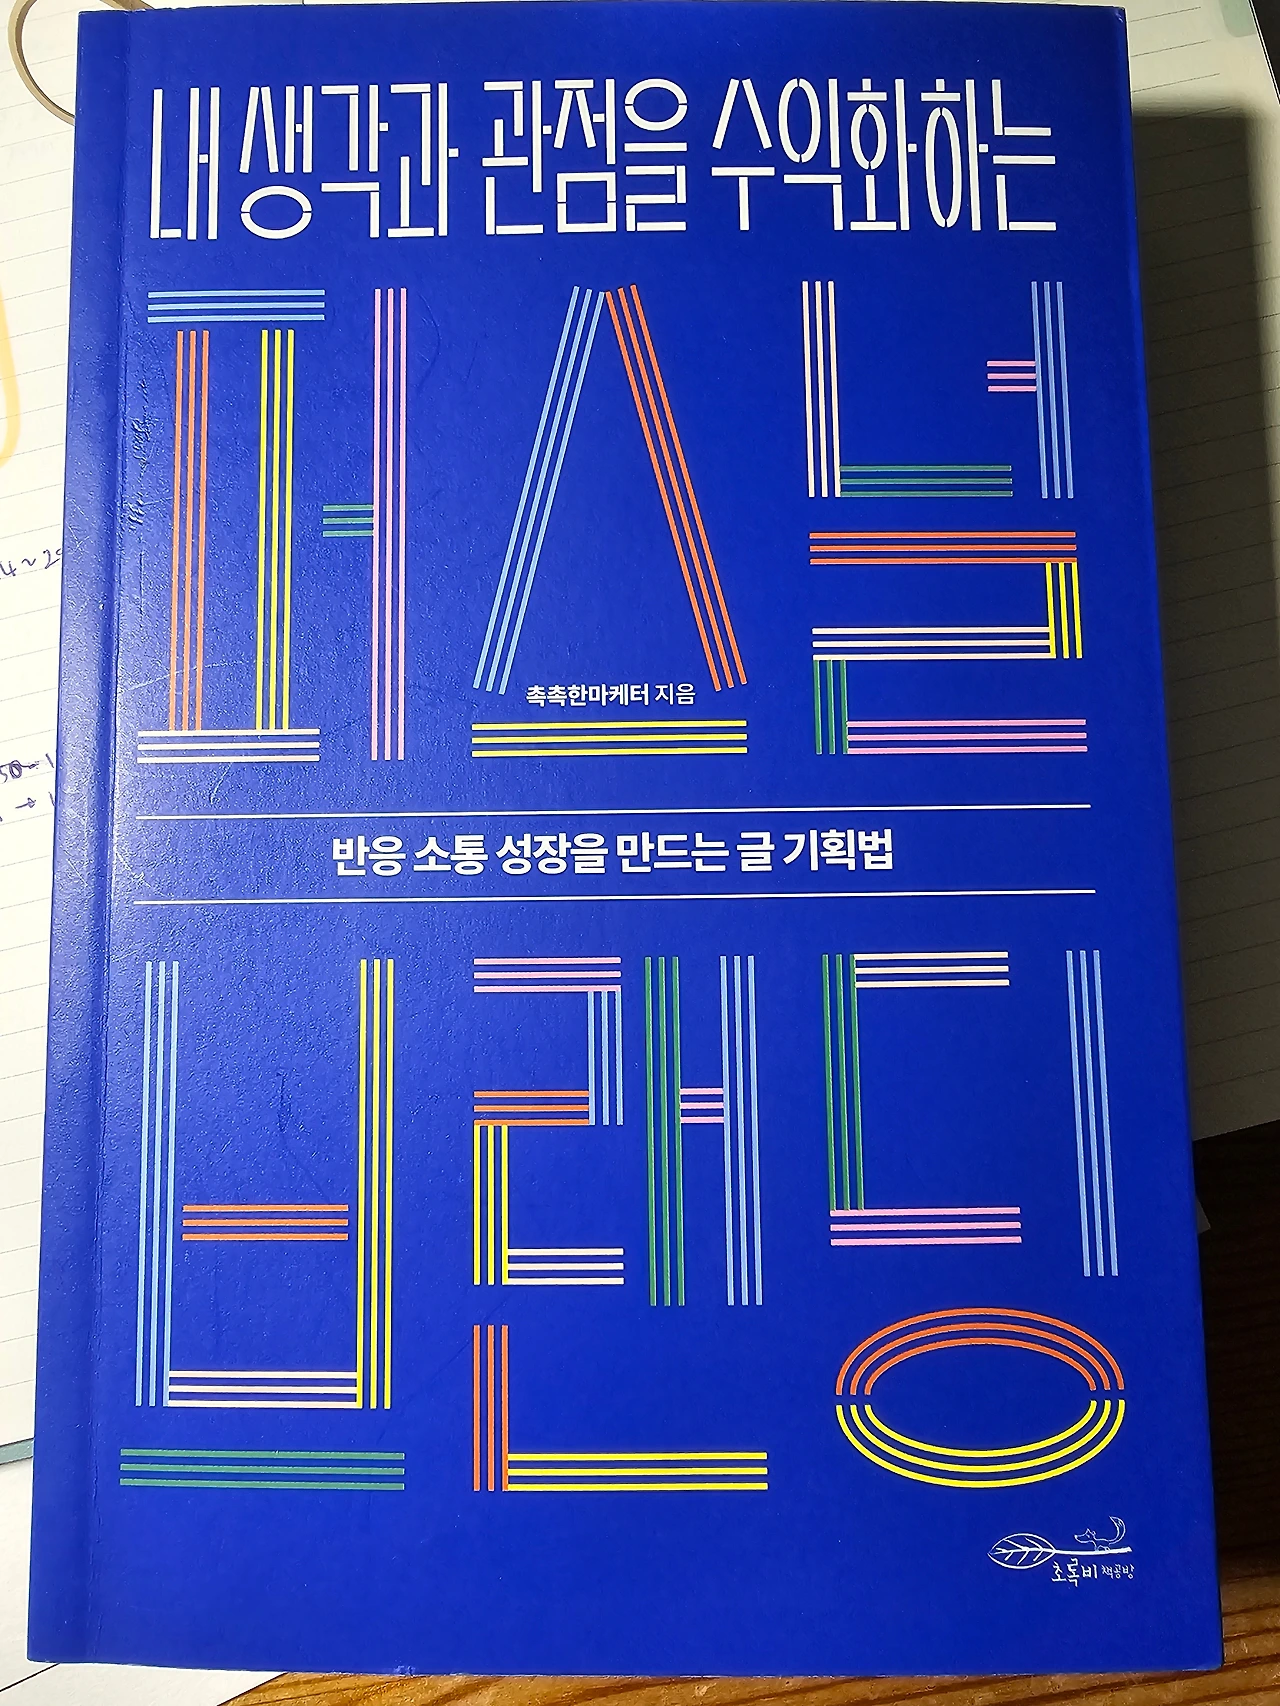 내 생각과 관점을 수익화하는
퍼스널
촉촉한마케터 지음
반응 소통 성장을 만드는 글 기획법
브랜딩
초록비책공방